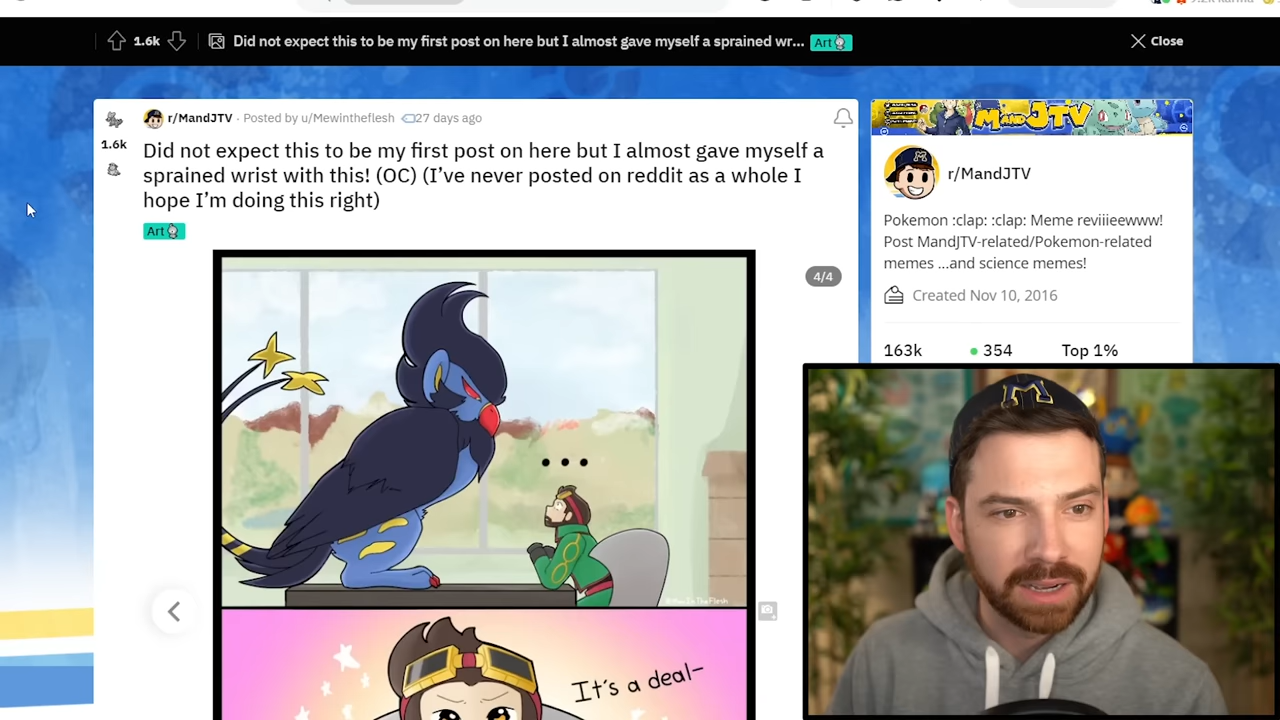 1.6k
Did not expect this to be my first post on here but I almost gave myself a sprained wr...
Art
Close
r/MandJTV · Posted by u/Mewintheflesh 27 days ago
1.6k
Did not expect this to be my first post on here but I almost gave myself a
sprained wrist with this! (OC) (I’ve never posted on reddit as a whole I
hope I’m doing this right)
Art
4/4
...
It's a deal-
MANDJTV
r/MandJTV
Pokemon :clap: :clap: Meme reviiieewww!
Post MandJTV-related/Pokemon-related
memes ...and science memes!
Created Nov 10, 2016
163k
354
Top 1%
M